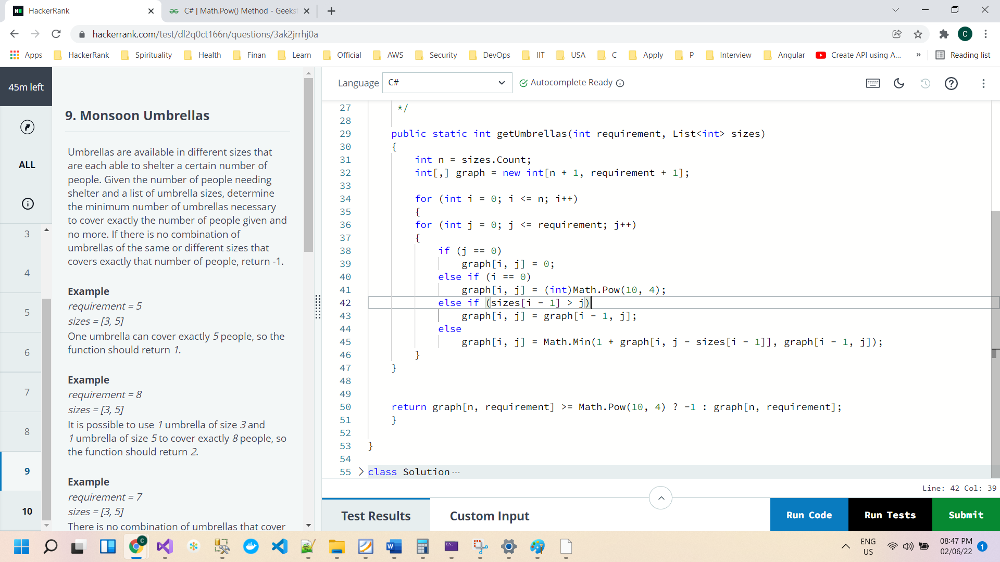 HackerRank
C# | Math.Pow() Method - Geeks
hackerrank.com/test/dl2q0ct166n/questions/3ak2jrrhj0a
C
Apps
HackerRank
Spirituality
Health
Finan
Learn
Official
AWS
Security
DevOps
IIT
USA
C
Apply
P
Interview
Angular
Create API using A...
»
Reading list
45m left
ALL
3
4
5
6
7
8
9
10
9. Monsoon Umbrellas
Umbrellas are available in different sizes that
are each able to shelter a certain number of
people. Given the number of people needing
shelter and a list of umbrella sizes, determine
the minimum number of umbrellas necessary
to cover exactly the number of people given and
no more. If there is no combination of
umbrellas of the same or different sizes that
covers exactly that number of people, return -1.
Example
requirement = 5
sizes = [3, 5]
One umbrella can cover exactly 5 people, so the
function should return 1.
Example
requirement = 8
sizes = [3, 5]
It is possible to use 1 umbrella of size 3 and
1 umbrella of size 5 to cover exactly 8 people, so
the function should return 2.
Example
requirement = 7
sizes = [3, 5]
There is no combination of umbrellas that cover
Language
C#
Autocomplete Ready
27 */
28
29 public static int getUmbrellas(int requirement, List<int> sizes)
30 {
31 int n = sizes.Count;
32 int[,] graph = new int[n + 1, requirement + 1];
33
34 for (int i = 0; i <= n; i++)
35 {
36 for (int j = 0; j <= requirement; j++)
37 {
38 if (j == 0)
39 graph[i, j] = 0;
40 else if (i == 0)
41 graph[i, j] = (int)Math.Pow(10, 4);
42 else if (sizes[i - 1] > j)
43 graph[i, j] = graph[i - 1, j];
44 else
45 graph[i, j] = Math.Min(1 + graph[i, j - sizes[i - 1]], graph[i - 1, j]);
46 }
47 }
48
49
50 return graph[n, requirement] >= Math.Pow(10, 4) ? -1 : graph[n, requirement];
51 }
52
53 }
54
55 class Solution ...
Line: 42 Col: 39
Test Results
Custom Input
Run Code
Run Tests
Submit
ENG
US
08:47 PM
02/06/22
1